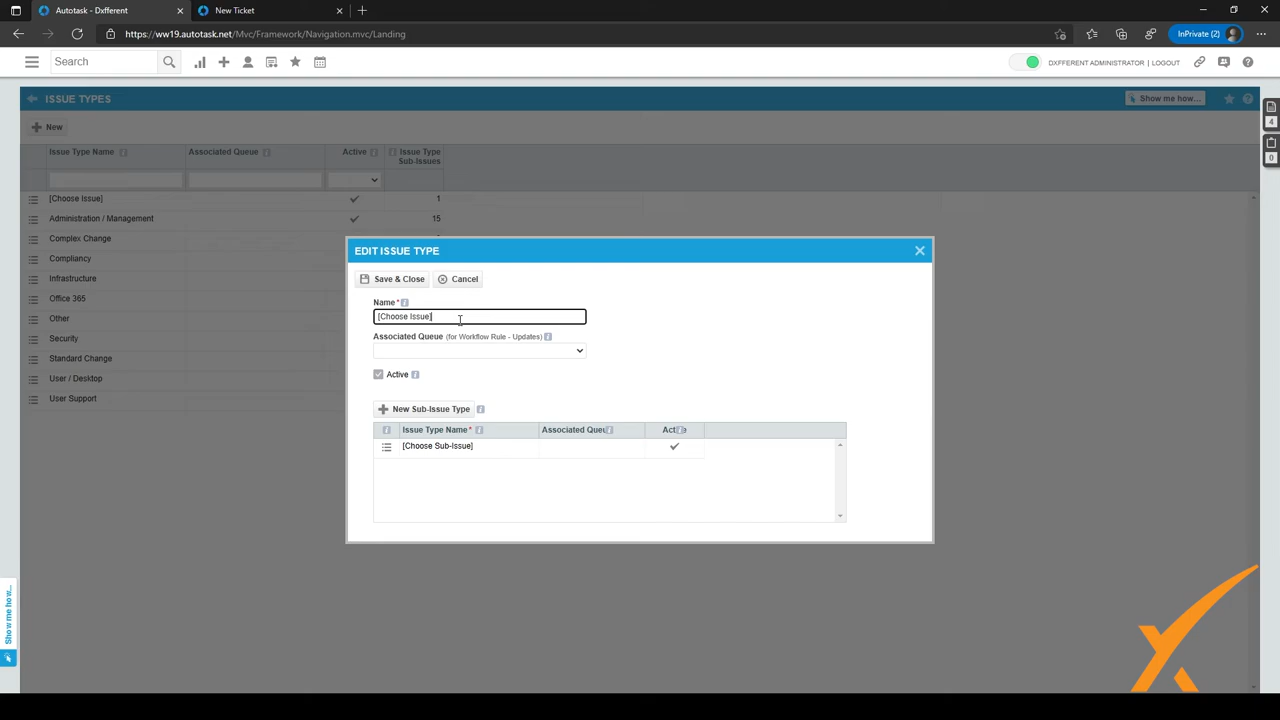 Autotask - Dxfferent
New Ticket
https://ww19.autotask.net/Mvc/Framework/Navigation.mvc/Landing
InPrivate (2)
Search
DXFFERENT ADMINISTRATOR | LOGOUT
ISSUE TYPES
Show me how...
4
0
New
Issue Type Name
Associated Queue
Active
Issue Type
Sub-Issues
[Choose Issue]
1
Administration / Management
15
Complex Change
Compliancy
Infrastructure
Office 365
Other
Security
Standard Change
User / Desktop
User Support
EDIT ISSUE TYPE
Save & Close
Cancel
Name*
[Choose Issue]
Associated Queue (for Workflow Rule - Updates)
Active
New Sub-Issue Type
Issue Type Name*
Associated Queu
[Choose Sub-Issue]
Show me how...